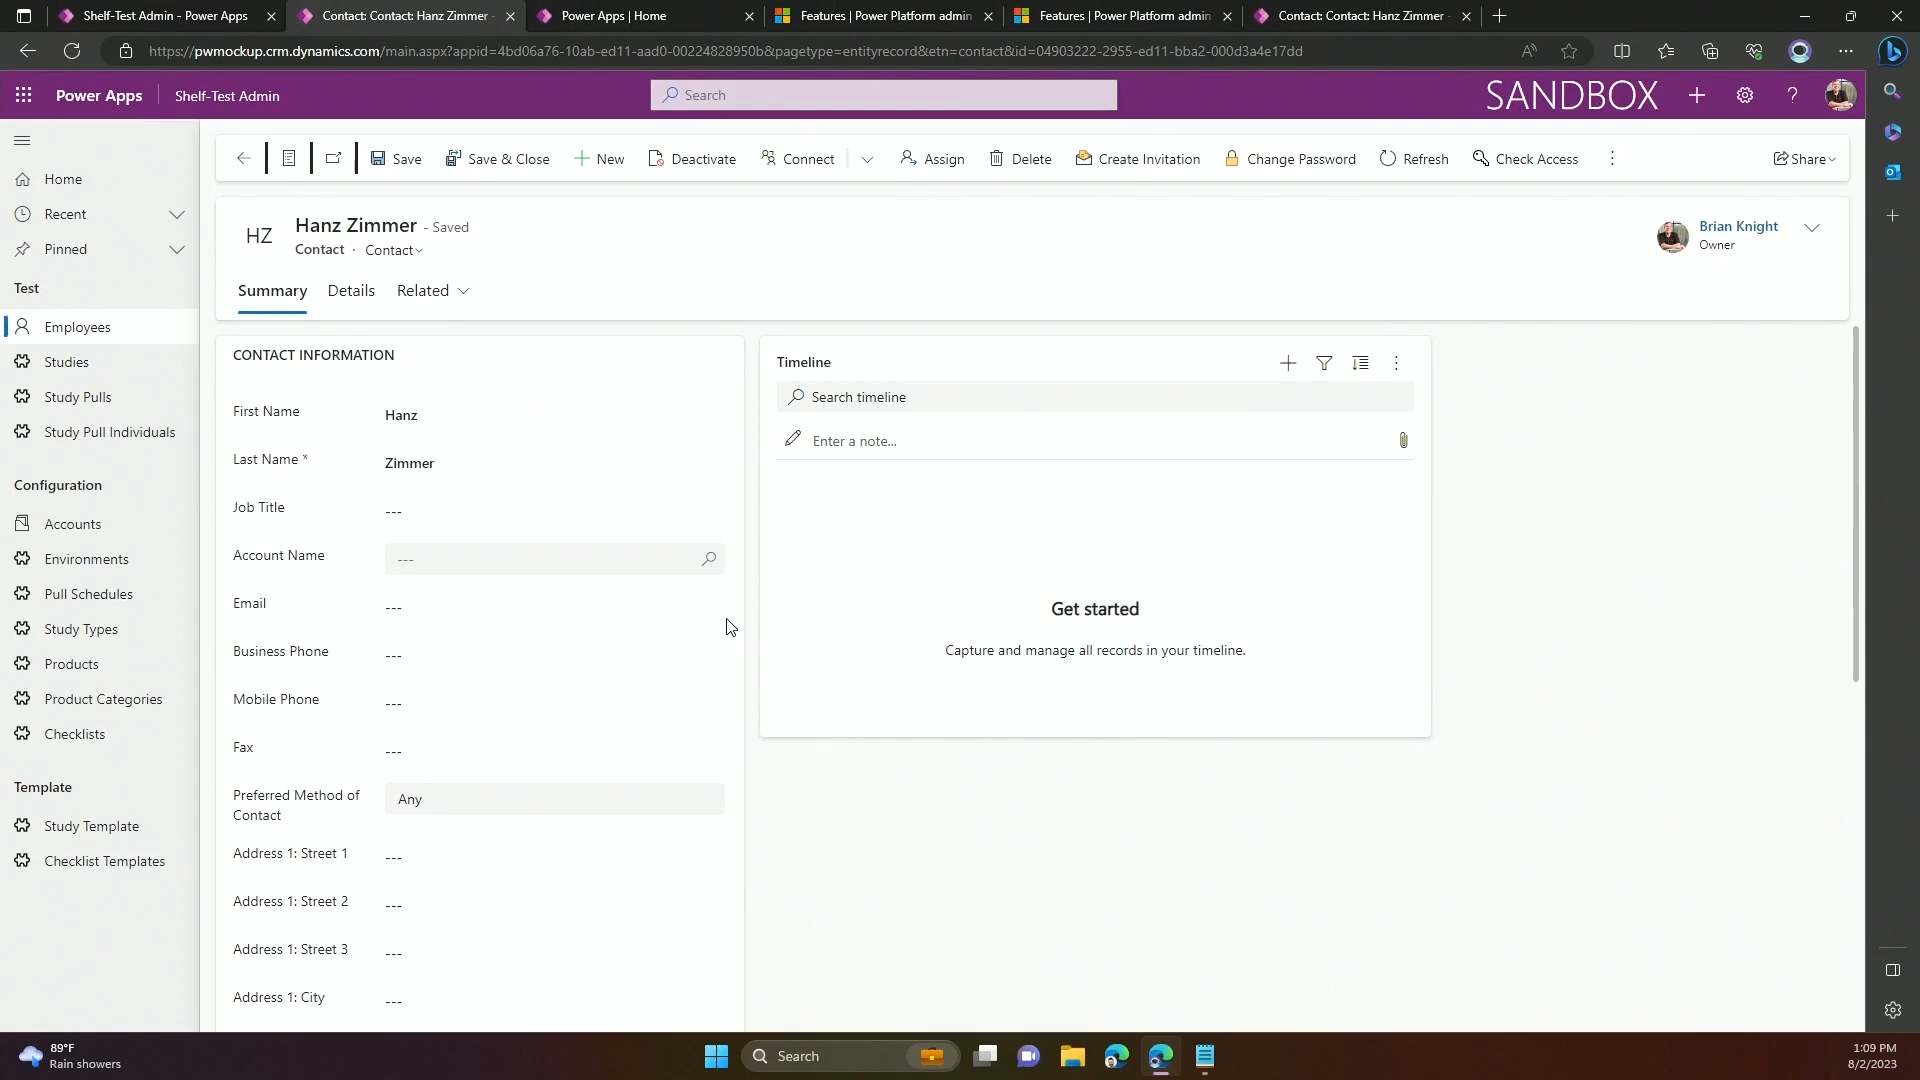 Shelf-Test Admin - Power Apps
Contact: Contact: Hanz Zimmer -
Power Apps | Home
Features | Power Platform admin
Features | Power Platform admin
Contact: Contact: Hanz Zimmer -
https://pwmockup.crm.dynamics.com/main.aspx?appid=4bd06a76-10ab-ed11-aad0-00224828950b&pagetype=entityrecord&etn=contact&id=04903222-2955-ed11-bba2-000d3a4e17dd
Power Apps
Shelf-Test Admin
Search
SANDBOX
Save
Save & Close
New
Deactivate
Connect
Assign
Delete
Create Invitation
Change Password
Refresh
Check Access
Share
Home
Recent
Pinned
Test
Employees
Studies
Study Pulls
Study Pull Individuals
Configuration
Accounts
Environments
Pull Schedules
Study Types
Products
Product Categories
Checklists
Template
Study Template
Checklist Templates
HZ
Hanz Zimmer - Saved
Contact · Contact
Brian Knight
Owner
Summary
Details
Related
CONTACT INFORMATION
First Name Hanz
Last Name * Zimmer
Job Title ---
Account Name ---
Email ---
Business Phone ---
Mobile Phone ---
Fax ---
Preferred Method of
Contact
Any
Address 1: Street 1 ---
Address 1: Street 2 ---
Address 1: Street 3 ---
Address 1: City ---
Timeline
Search timeline
Enter a note...
Get started
Capture and manage all records in your timeline.
89°F
Rain showers
Search
1:09 PM
8/2/2023